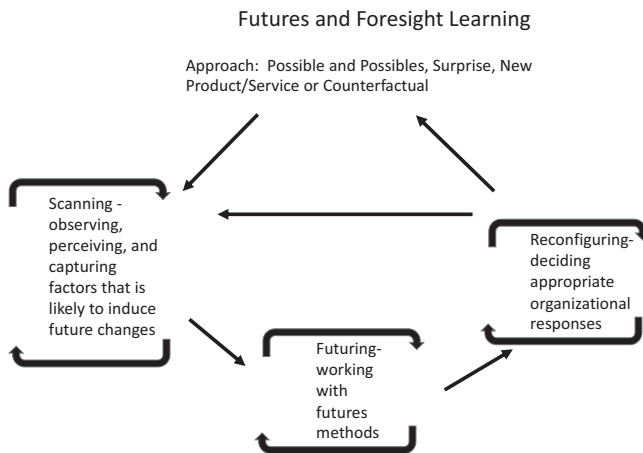 Futures and Foresight Learning
Approach:  Possible and Possibles, Surprise, New
Product/Service or Counterfactual
Scanning -
observing,
perceiving, and
capturing
factors that is
likely to induce
future changes
Reconfiguring-
deciding
appropriate
organizational
responses
Futuring-
working
with
futures
methods